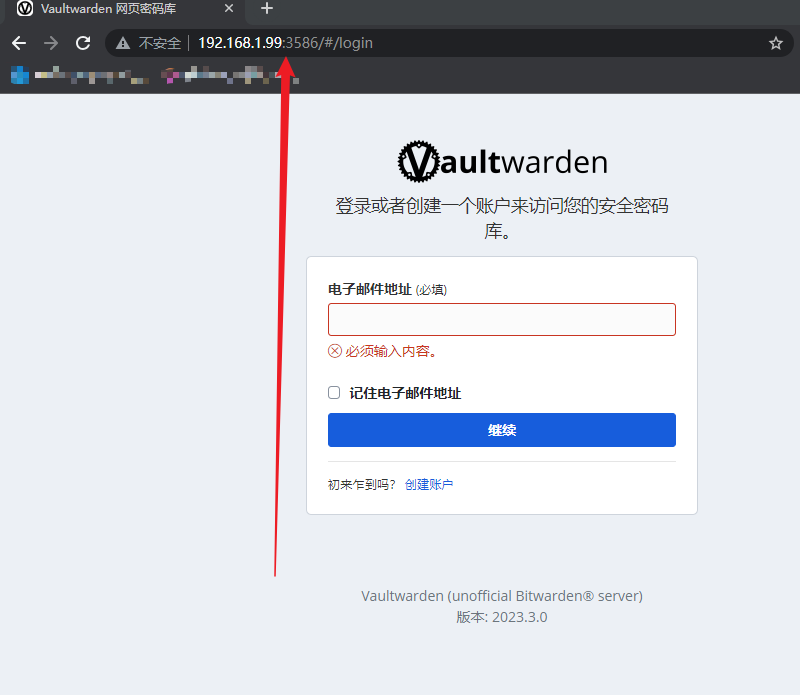 Vaultwarden 网页密码库
不安全 192.168.1.99:3586/#/login
Vaultwarden
登录或者创建一个账户来访问您的安全密码
库。
电子邮件地址 (必填)
必须输入内容。
记住电子邮件地址
继续
初来乍到吗? 创建账户
Vaultwarden (unofficial Bitwarden® server)
版本: 2023.3.0